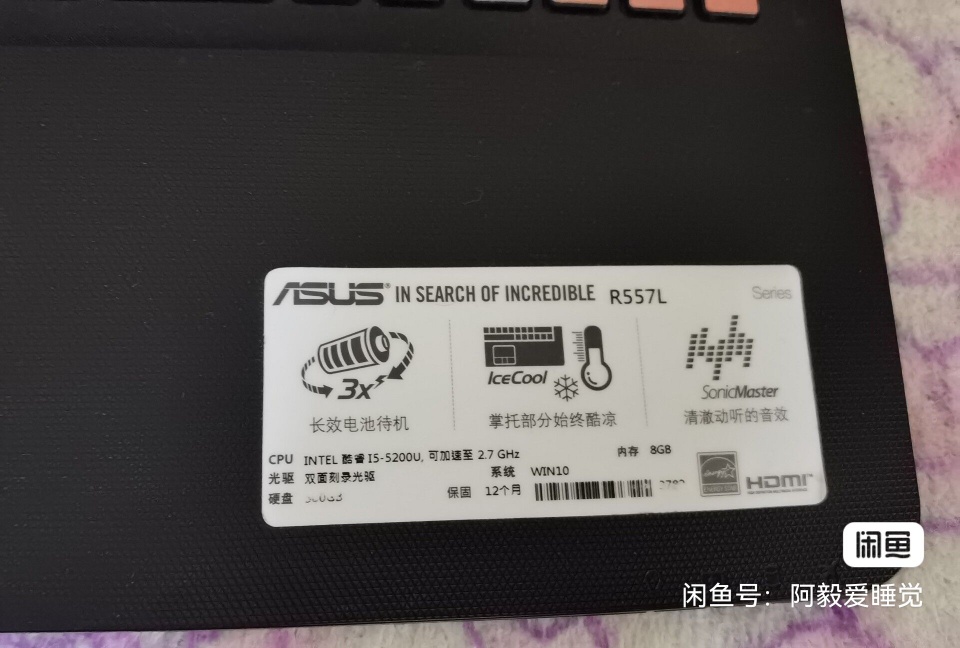 ASUS IN SEARCH OF INCREDIBLE R557L Series
3x
IceCool
SonicMaster
长效电池待机
掌托部分始终酷凉
清澈动听的音效
CPU INTEL 酷睿 I5-5200U, 可加速至 2.7 GHz 内存 8GB
光驱 双面刻录光驱 系统 WIN10
硬盘 保固 12个月
HDMI
闲鱼
闲鱼号：阿毅爱睡觉